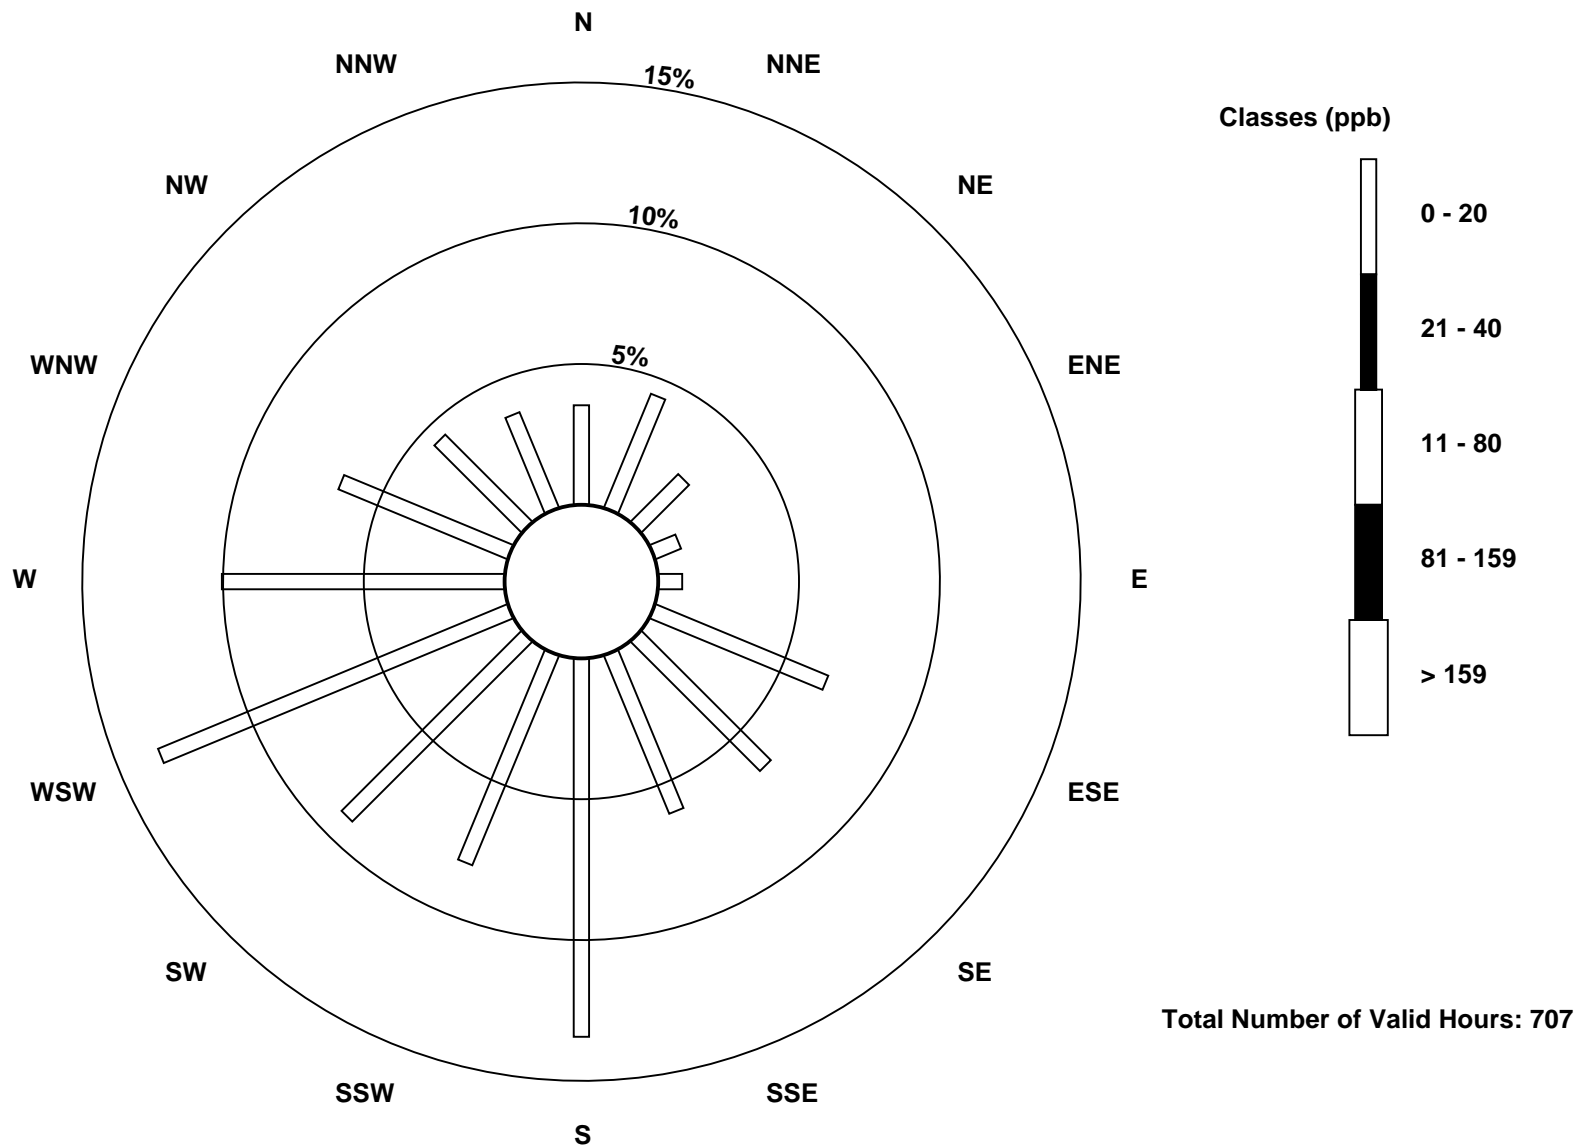 N
NNW
NNE
15%
Classes (ppb)
NW
NE
0 - 20
10%
21 - 40
5%
WNW
ENE
11 - 80
W
E
81 - 159
> 159
WSW
ESE
SW
SE
Total Number of Valid Hours: 707
SSW
SSE
S